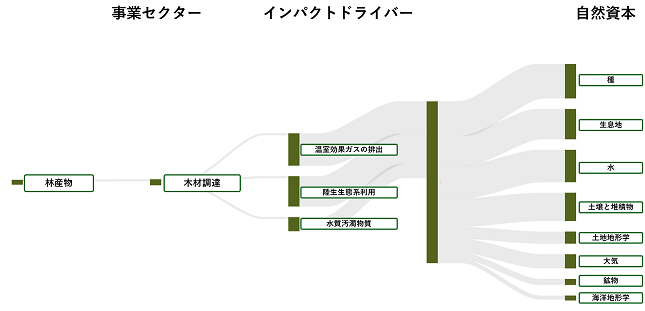 事業セクター
インパクトドライバー
自然資本
林産物
木材調達
温室効果ガスの排出
陸生生態系利用
水質汚濁物質
種
生息地
水
土壌と堆積物
土地地形学
大気
鉱物
海洋地形学